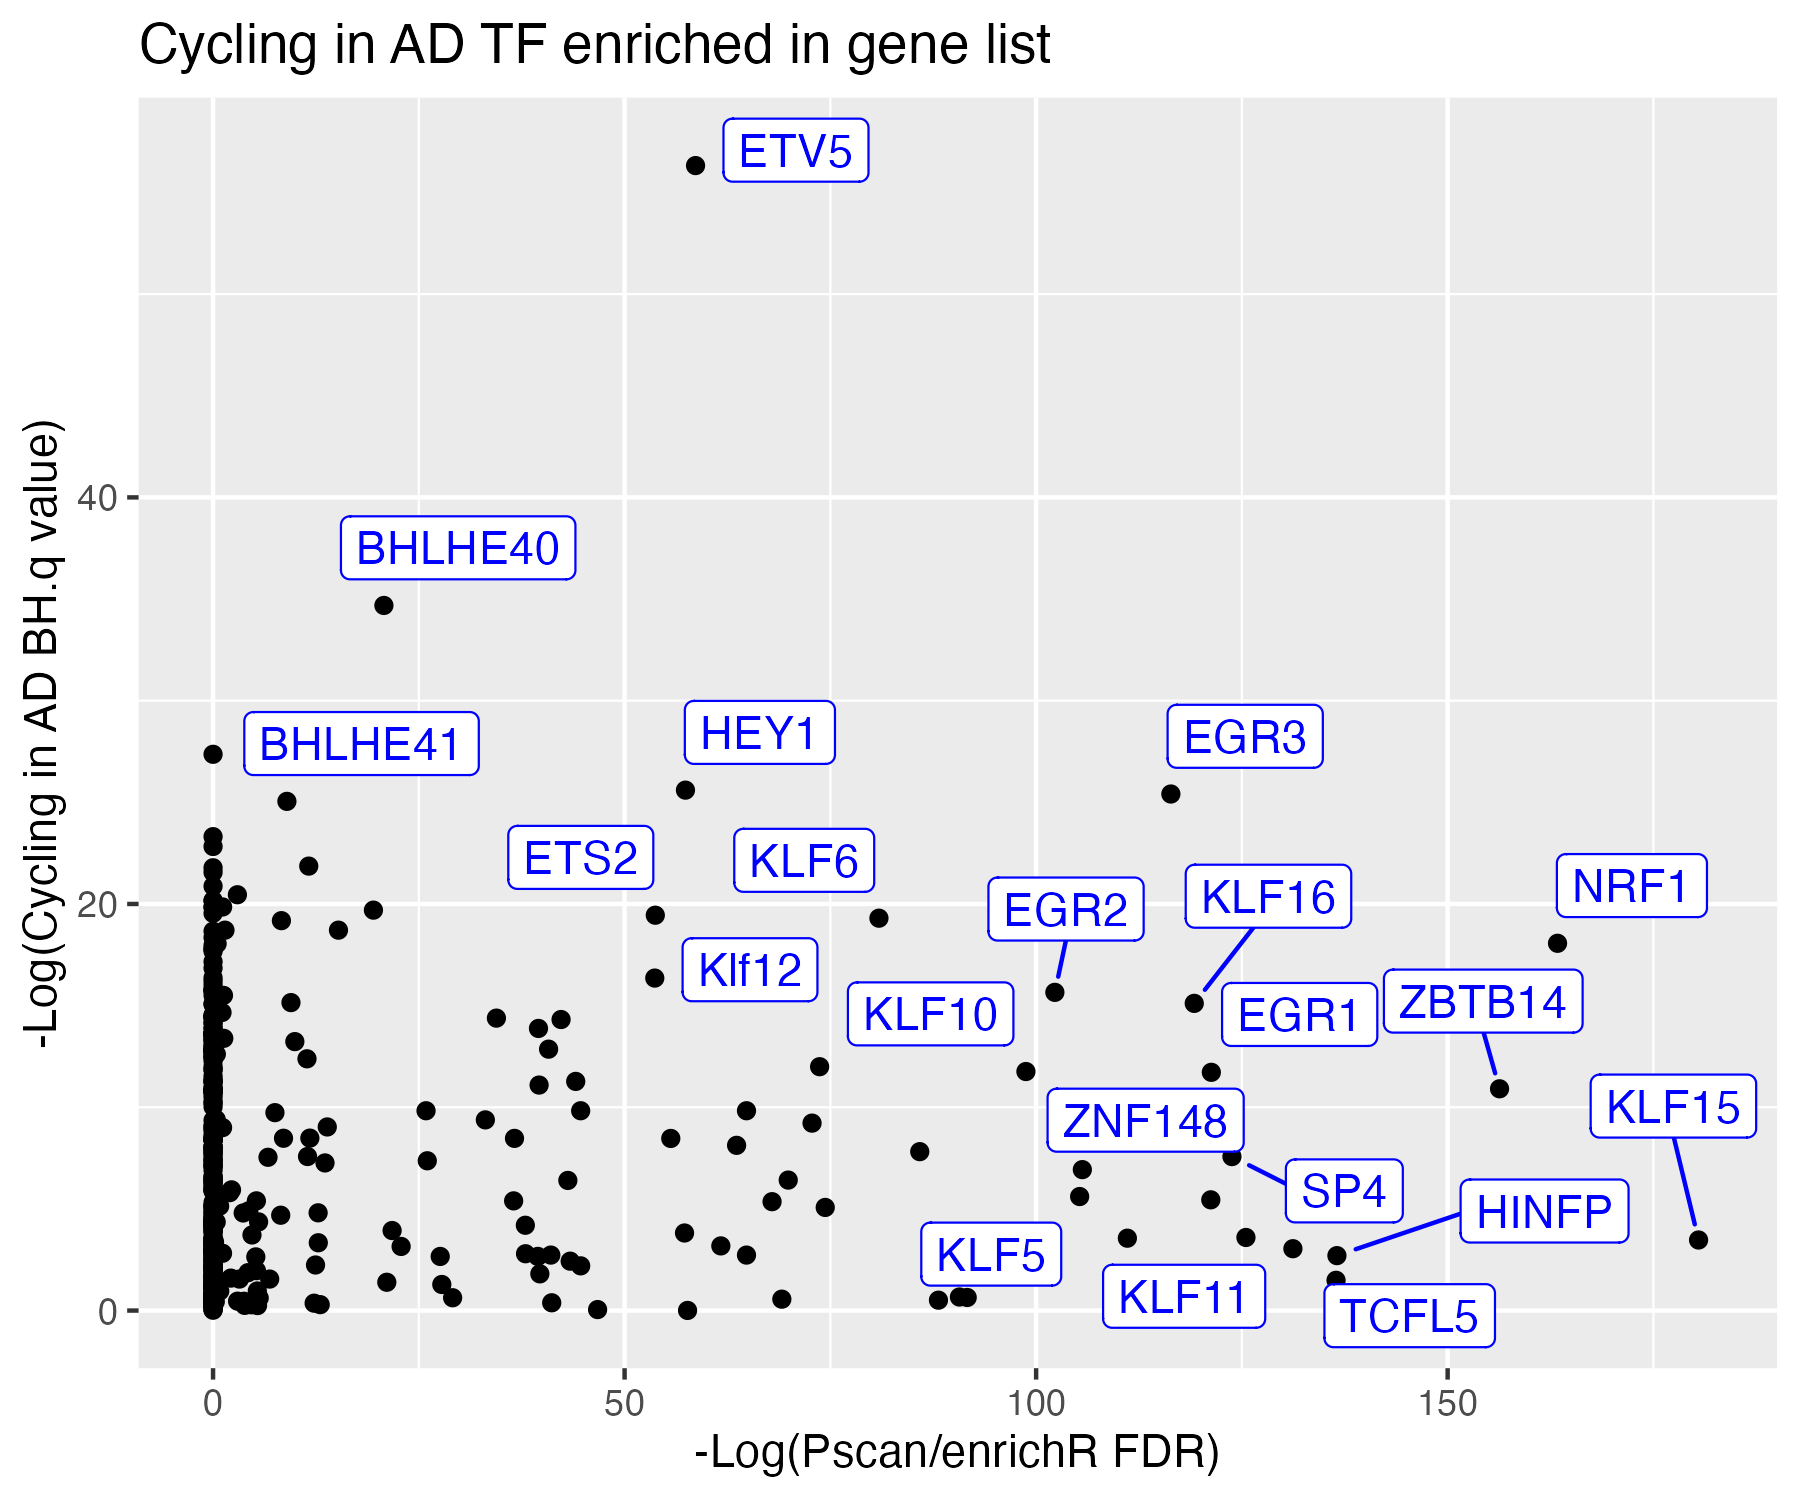 Cycling in AD TF enriched in gene list
ETV5
40
BHLHE40
-Log(Cycling in AD BH.q value)
HEY1
EGR3
BHLHE41
ETS2
KLF6
NRF1
KLF16
20
EGR2
Klf12
ZBTB14
KLF10
EGR1
KLF15
ZNF148
SP4
HINFP
KLF5
KLF11
0
TCFL5
0
50
100
150
-Log(Pscan/enrichR FDR)